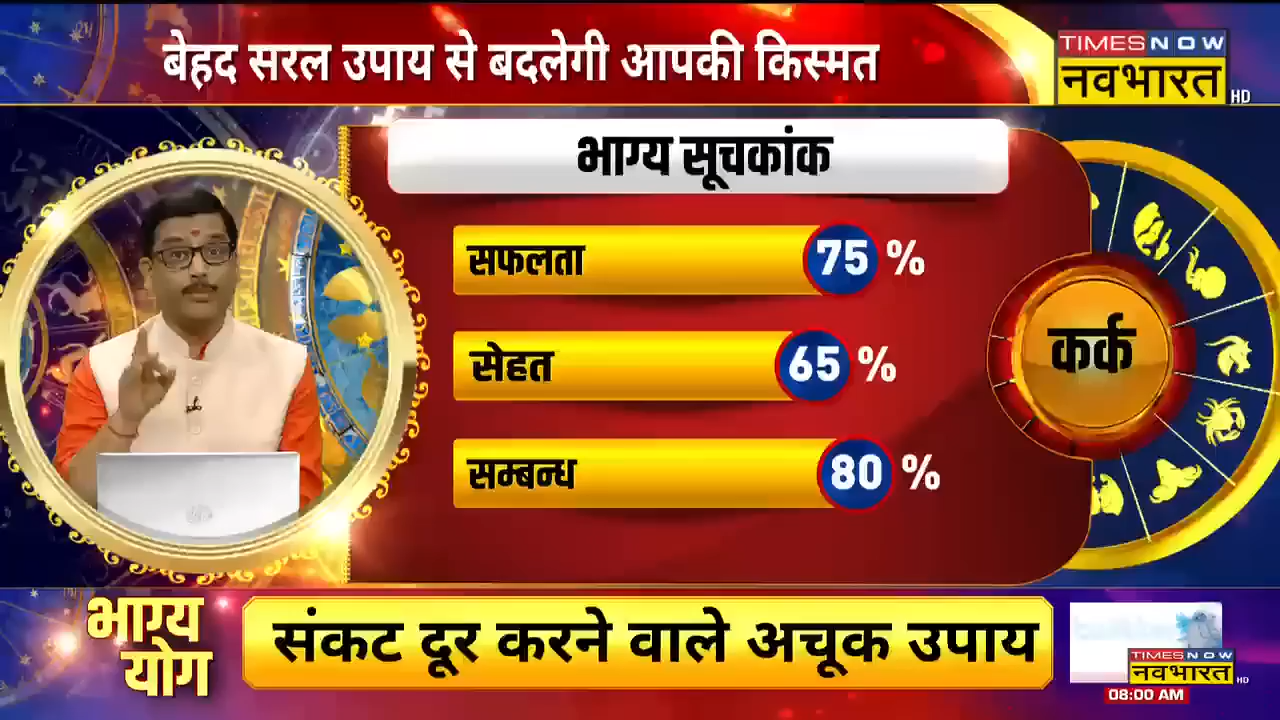 बेहद सरल उपाय से बदलेगी आपकी किस्मत
TIMES NOW
नवभारत
HD
भाग्य सूचकांक
सफलता 75 %
सेहत 65 %
सम्बन्ध 80 %
कर्क
भाग्य
योग
संकट दूर करने वाले अचूक उपाय
TIMES NOW
नवभारत
HD
08:00 AM